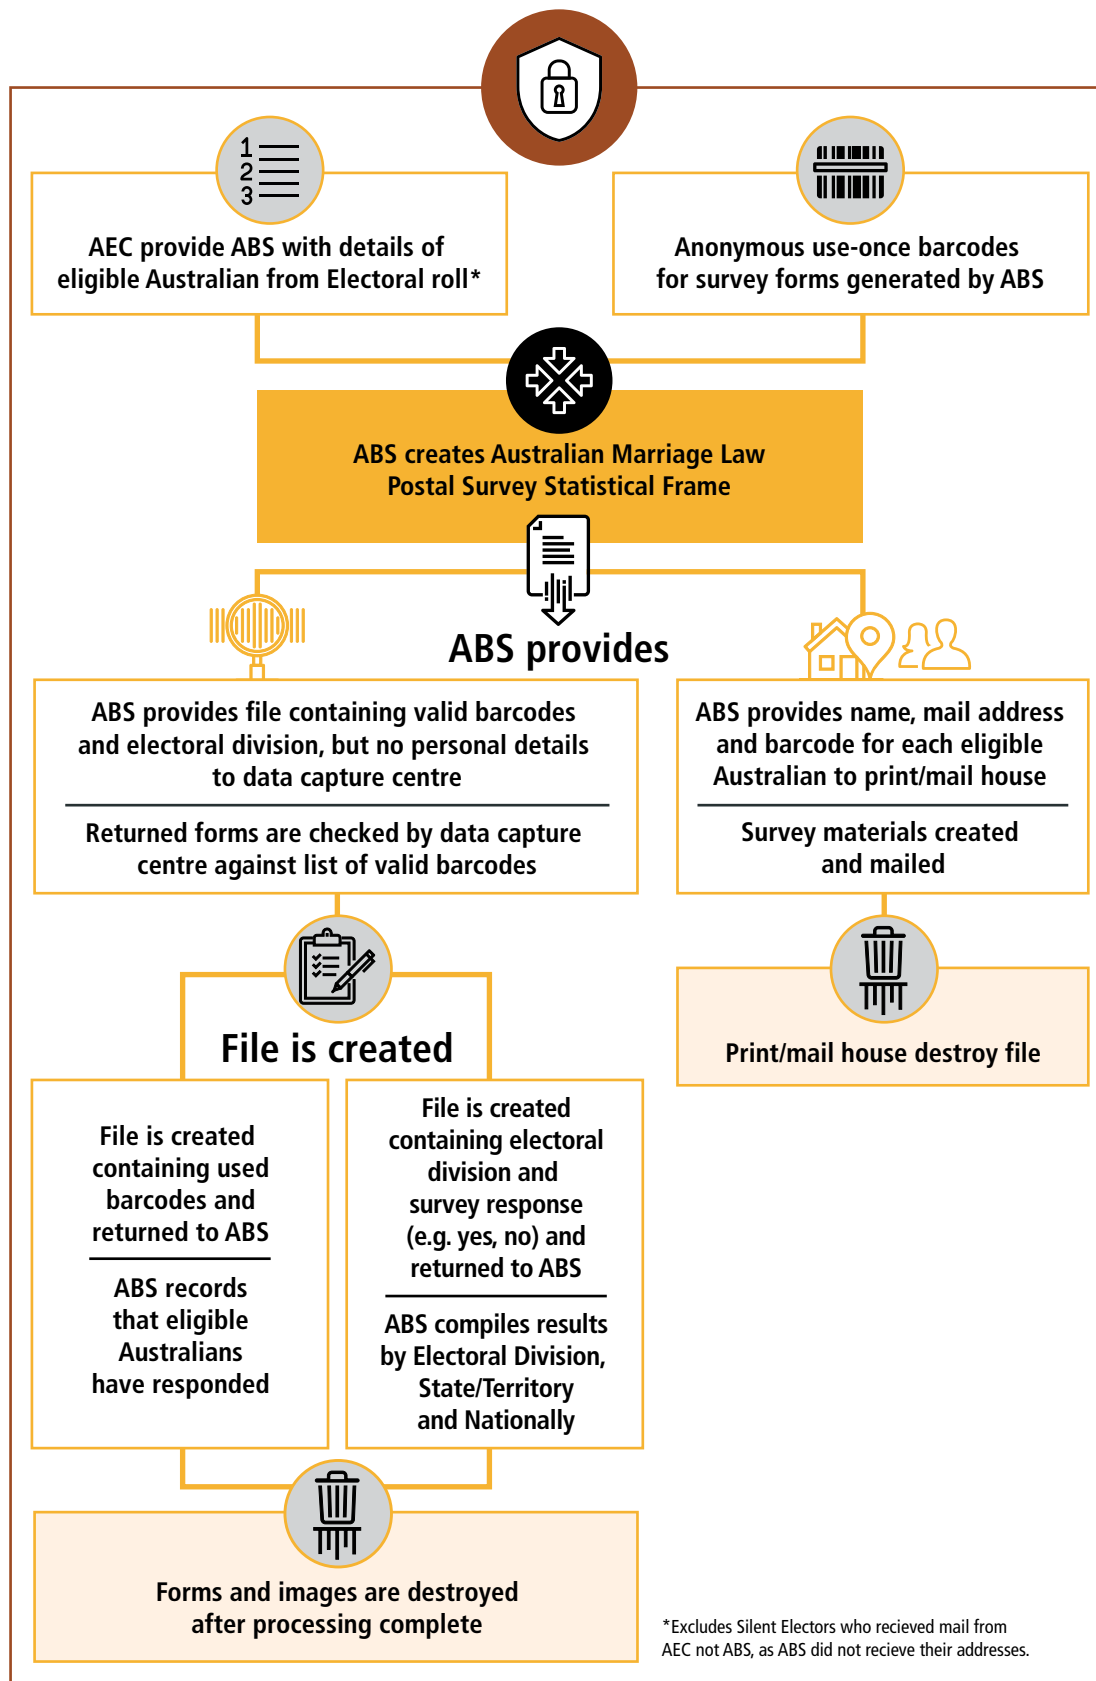 1
2
3
AEC provide ABS with details of
eligible Australian from Electoral roll*
Anonymous use-once barcodes
for survey forms generated by ABS
ABS creates Australian Marriage Law
Postal Survey Statistical Frame
ABS provides
ABS provides file containing valid barcodes
and electoral division, but no personal details
to data capture centre
Returned forms are checked by data capture
centre against list of valid barcodes
ABS provides name, mail address
and barcode for each eligible
Australian to print/mail house
Survey materials created
and mailed
Print/mail house destroy file
File is created
File is created
containing used
barcodes and
returned to ABS
ABS records
that eligible
Australians
have responded
File is created
containing electoral
division and
survey response
(e.g. yes, no) and
returned to ABS
ABS compiles results
by Electoral Division,
State/Territory
and Nationally
Forms and images are destroyed
after processing complete
*Excludes Silent Electors who recieved mail from
AEC not ABS, as ABS did not recieve their addresses.